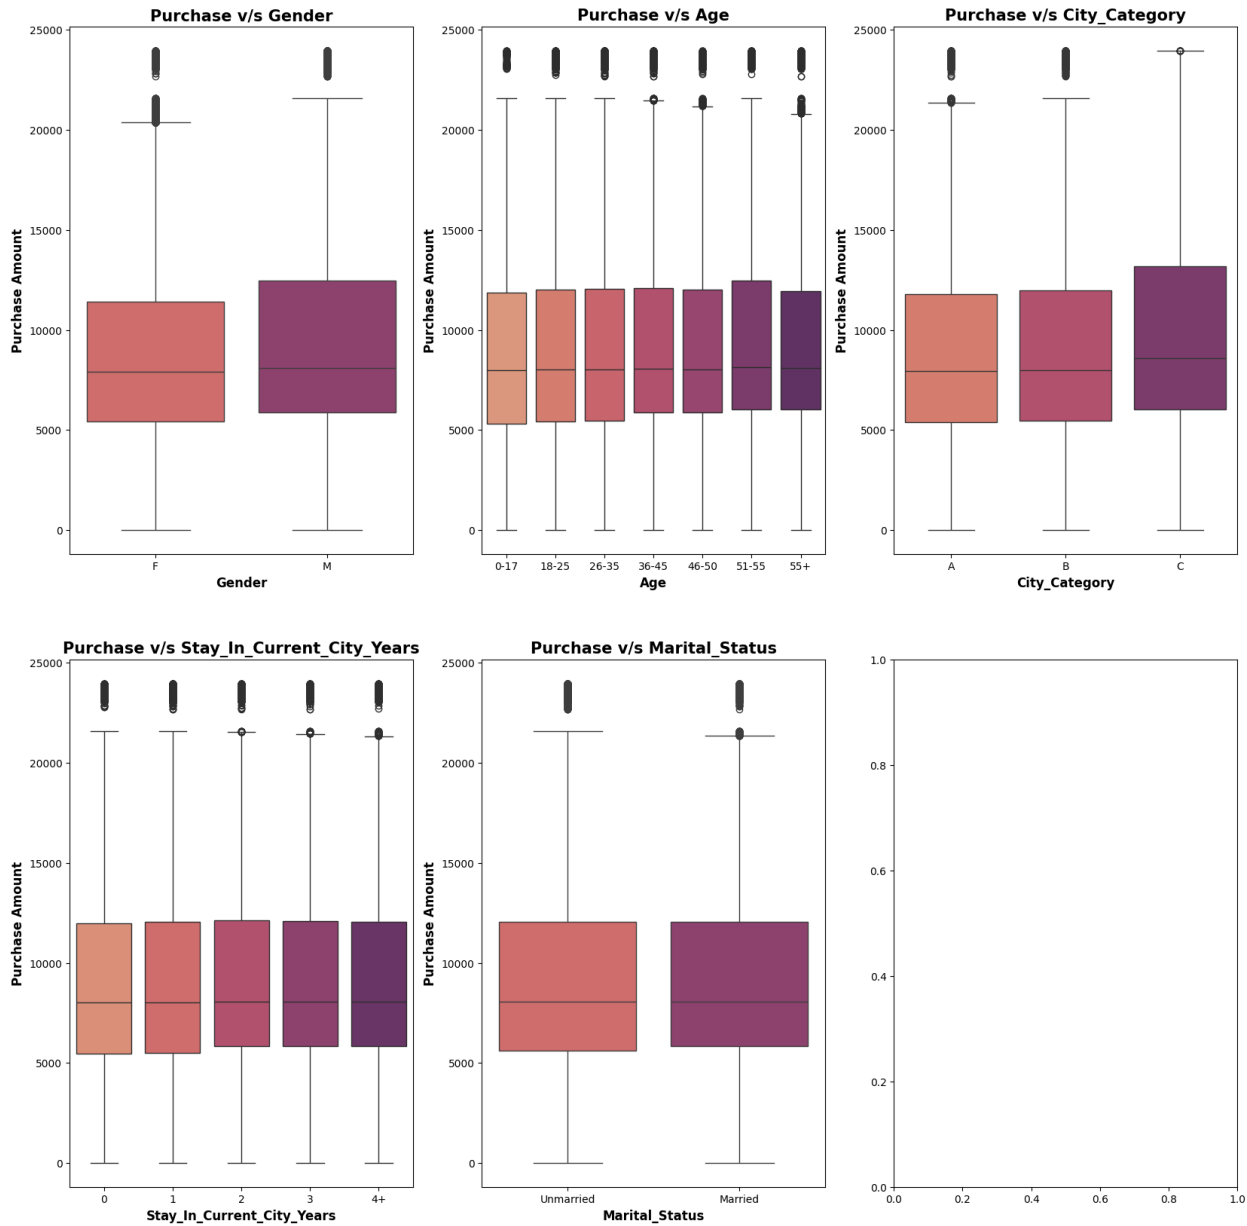 Purchase v/s Gender
25000
20000
15000
10000
5000
0
Purchase Amount
F M
Gender
Purchase v/s Age
25000
20000
15000
10000
5000
0
Purchase Amount
0-17 18-25 26-35 36-45 46-50 51-55 55+
Age
Purchase v/s City_Category
25000
20000
15000
10000
5000
0
Purchase Amount
A B C
City_Category
Purchase v/s Stay_In_Current_City_Years
25000
20000
15000
10000
5000
0
Purchase Amount
0 1 2 3 4+
Stay_In_Current_City_Years
Purchase v/s Marital_Status
25000
20000
15000
10000
5000
0
Purchase Amount
Unmarried Married
Marital_Status
1.0
0.8
0.6
0.4
0.2
0.0
0.0 0.2 0.4 0.6 0.8 1.0